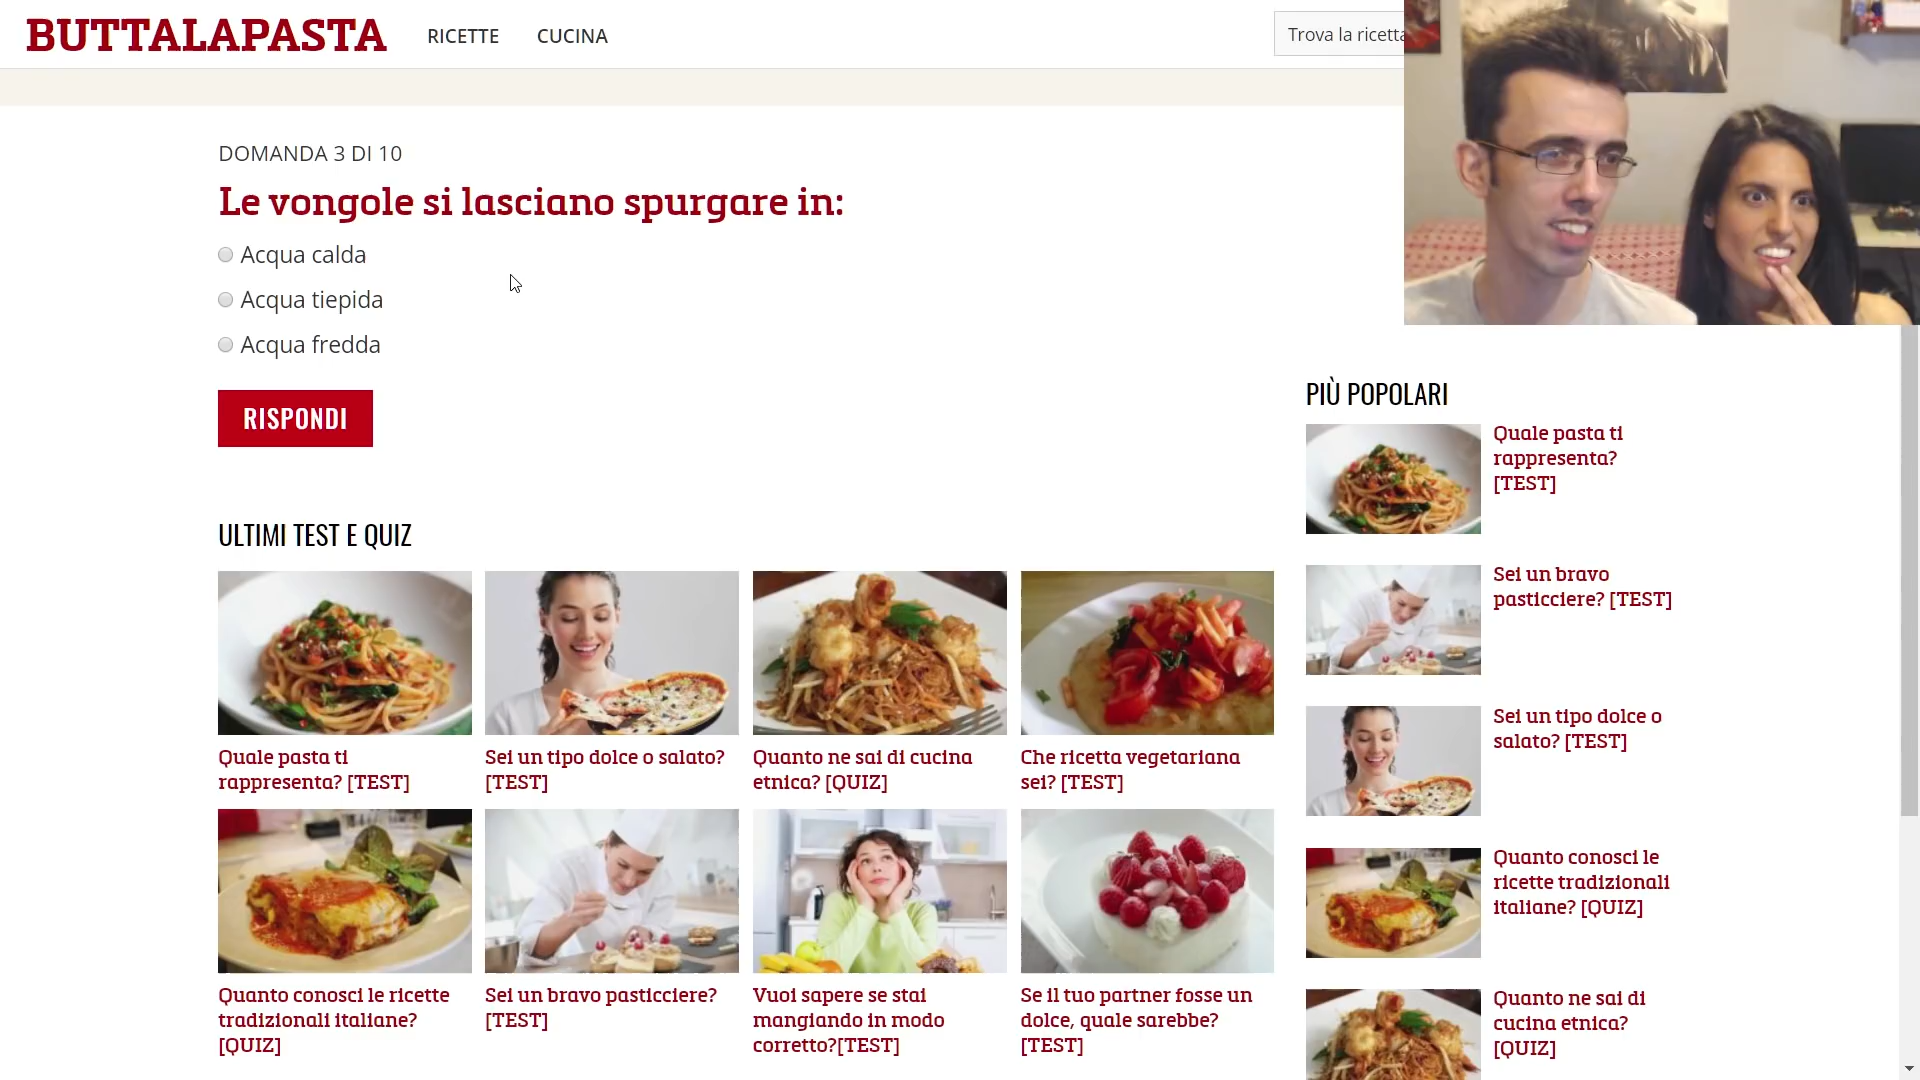 BUTTALAPASTA
RICETTE
CUCINA
Trova la ricetta
DOMANDA 3 DI 10
Le vongole si lasciano spurgare in:
Acqua calda
Acqua tiepida
Acqua fredda
RISPONDI
ULTIMI TEST E QUIZ
Quale pasta ti
rappresenta? [TEST]
Sei un tipo dolce o salato?
[TEST]
Quanto ne sai di cucina
etnica? [QUIZ]
Che ricetta vegetariana
sei? [TEST]
Quanto conosci le ricette
tradizionali italiane?
[QUIZ]
Sei un bravo pasticciere?
[TEST]
Vuoi sapere se stai
mangiando in modo
corretto?[TEST]
Se il tuo partner fosse un
dolce, quale sarebbe?
[TEST]
PIÙ POPOLARI
Quale pasta ti
rappresenta?
[TEST]
Sei un bravo
pasticciere? [TEST]
Sei un tipo dolce o
salato? [TEST]
Quanto conosci le
ricette tradizionali
italiane? [QUIZ]
Quanto ne sai di
cucina etnica?
[QUIZ]